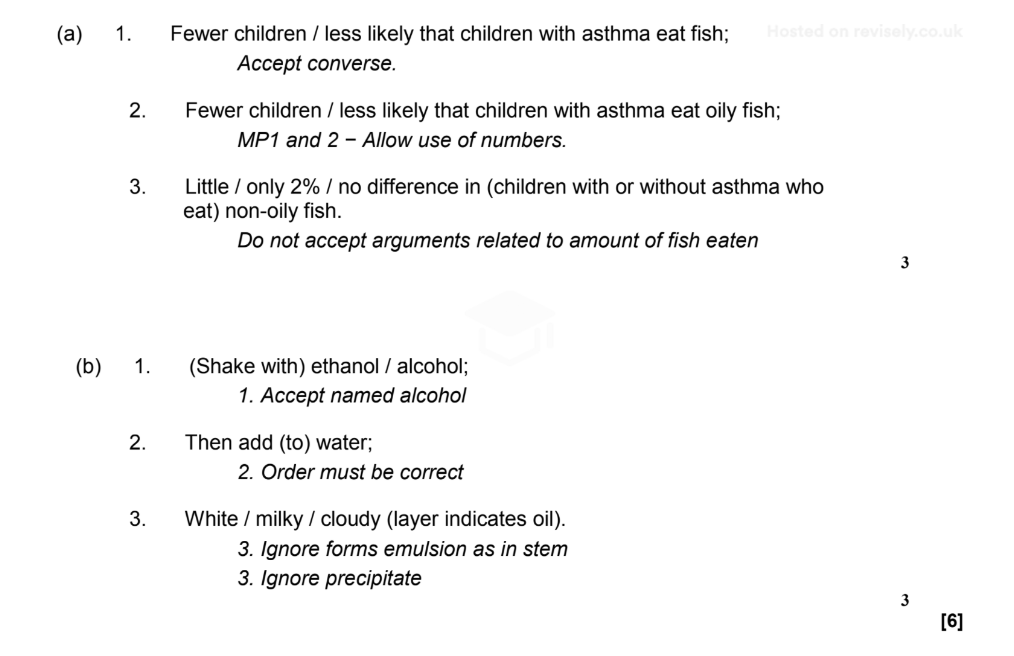 Hosted on revisely.co.uk
(a) 1. Fewer children / less likely that children with asthma eat fish;
Accept converse.
2. Fewer children / less likely that children with asthma eat oily fish;
MP1 and 2 − Allow use of numbers.
3. Little / only 2% / no difference in (children with or without asthma who
eat) non-oily fish.
Do not accept arguments related to amount of fish eaten
3
(b) 1. (Shake with) ethanol / alcohol;
1. Accept named alcohol
2. Then add (to) water;
2. Order must be correct
3. White / milky / cloudy (layer indicates oil).
3. Ignore forms emulsion as in stem
3. Ignore precipitate
3
[6]